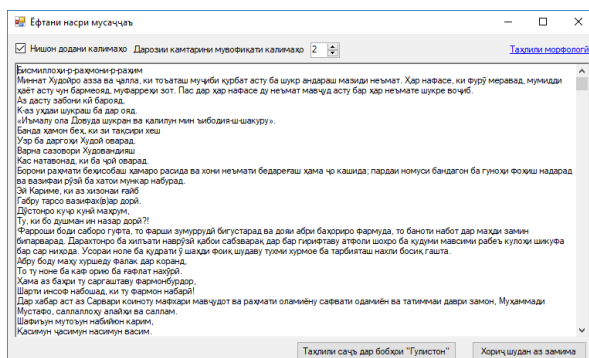 Ёфтани насри мусаҷҷаъ
Нишон додани калимаҳо Дарозии камтарини мувофиқати калимаҳо 2 Таҳлили морфологӣ
Бисмиллоҳи-р-раҳмони-р-раҳим
Миннат Худойро азза ва ҷалла, ки тоъаташ муҷиби қурбат асту ба шукр андараш мазиди неъмат. Ҳар нафасе, ки фурӯ меравад, мумидди
ҳаёт асту чун бармеояд, муфарреҳи зот. Пас дар ҳар нафасе ду неъмат мавҷуд асту бар ҳар неъмате шукре воҷиб.
Аз дасту забони кӣ барояд,
К-аз уҳдаи шукраш ба дар ояд.
«Иъмалу ола Довуда шукран ва қалилун мин ъибодия-ш-шакуру».
Банда ҳамон беҳ, ки зи тақсири хеш
Узр ба даргоҳи Худой оварад.
Варна сазовори Худовандияш
Кас натавонад, ки ба ҷой оварад.
Борони раҳмати беҳисобаш ҳамаро расида ва хони неъмати бедареғаш ҳама ҷо кашида; пардаи номуси бандагон ба гуноҳи фоҳиш надарад
ва вазифаи рӯзӣ ба хатои мункар набурад.
Эй Кариме, ки аз хизонаи ғайб
Габру тарсо вазифах(в)ар дорӣ.
Дӯстонро куҷо кунӣ маҳрум,
Ту, ки бо душман ин назар дорӣ?!
Фарроши боди саборо гуфта, то фарши зумуррудӣ бигустарад ва дояи абри баҳориро фармуда, то баноти набот дар маҳди замин
бипарварад. Дарахтонро ба хилъати наврӯзӣ қабои сабзаварақ дар бар гирифтаву атфоли шохро ба қудуми мавсими рабеъ кулоҳи шикуфа
бар сар ниҳода. Усораи ноле ба қудрати ӯ шаҳди фоиқ шудаву тухми хурмое ба тарбияташ нахли босиқ гашта.
Абру боду маҳу хуршеду фалак дар коранд,
То ту ноне ба каф орию ба ғафлат нахӯрӣ.
Ҳама аз баҳри ту саргаштаву фармонбурдор,
Шарти инсоф набошад, ки ту фармон набарӣ!
Дар хабар аст аз Сарвари коиноту мафхари мавҷудот ва раҳмати оламиёну сафвати одамиён ва татиммаи даври замон, Муҳаммади
Мустафо, саллаллоҳу алайҳи ва саллам.
Шафиъун мутоъун набийюн карим,
Қасимун ҷасимун насимун васим.
Таҳлили саҷъ дар бобҳои "Гулистон" Хориҷ шудан аз замима